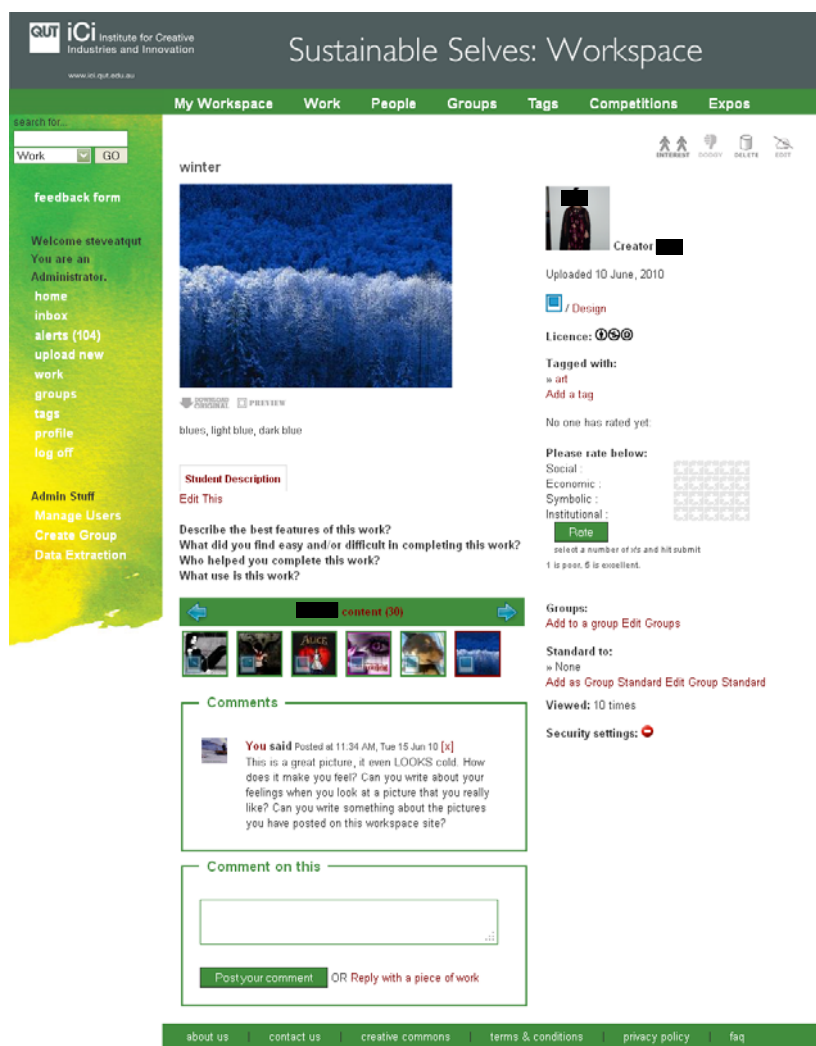 QUT
iCi Institute for Creative
Industries and Innovation
www.ici.qut.edu.au
Sustainable Selves: Workspace
My Workspace Work People Groups Tags Competitions Expos
search for...
Work GO
feedback form
Welcome steveatqut
You are an
Administrator.
home
inbox
alerts (104)
upload new
work
groups
tags
profile
log off
Admin Stuff
Manage Users
Create Group
Data Extraction
INTEREST DODGY DELETE EDIT
winter
DOWNLOAD
ORIGINAL PREVIEW
blues, light blue, dark blue
Student Description
Edit This
Describe the best features of this work?
What did you find easy and/or difficult in completing this work?
Who helped you complete this work?
What use is this work?
content (30)
ALICE
Comments
You said Posted at 11:34 AM, Tue 15 Jun 10 [x]
This is a great picture, it even LOOKS cold. How
does it make you feel? Can you write about your
feelings when you look at a picture that you really
like? Can you write something about the pictures
you have posted on this workspace site?
Comment on this
Post your comment OR Reply with a piece of work
Creator
Uploaded 10 June, 2010
/ Design
Licence:
Tagged with:
» art
Add a tag
No one has rated yet:
Please rate below:
Social :
Economic :
Symbolic :
Institutional :
Rate
select a number of x's and hit submit
1 is poor, 5 is excellent.
Groups:
Add to a group Edit Groups
Standard to:
» None
Add as Group Standard Edit Group Standard
Viewed: 10 times
Security settings:
about us | contact us | creative commons | terms & conditions | privacy policy | faq